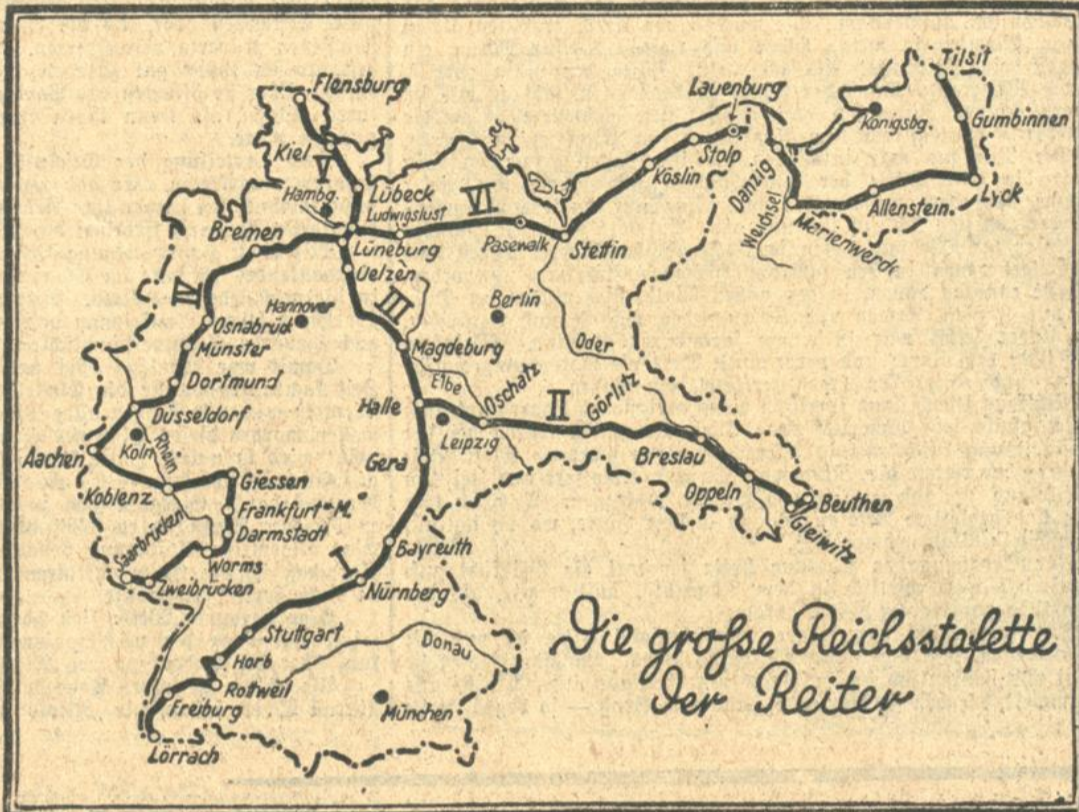 Flensburg
Kiel
V
Hambg.
Lübeck
Ludwigslust
VI
Bremen
Lüneburg
Uelzen
Pasewalk
Stettin
Köslin
Stolp
Lauenburg
Danzig
Weichsel
Marienwerde
Allenstein
Königsbg.
Tilsit
Gumbinnen
Lyck
IV
Hannover
Osnabrück
Münster
Dortmund
Düsseldorf
Köln
Rhein
Aachen
Koblenz
Giessen
Frankfurt a. M.
Darmstadt
Worms
Saarbrücken
Zweibrücken
III
Magdeburg
Berlin
Oder
Elbe
Halle
Leipzig
Oschatz
II
Görlitz
Breslau
Oppeln
Beuthen
Gleiwitz
Gera
Bayreuth
I
Nürnberg
Stuttgart
Donau
Horb
Rottweil
Freiburg
München
Lörrach
Die große Reichsstafette
der Reiter